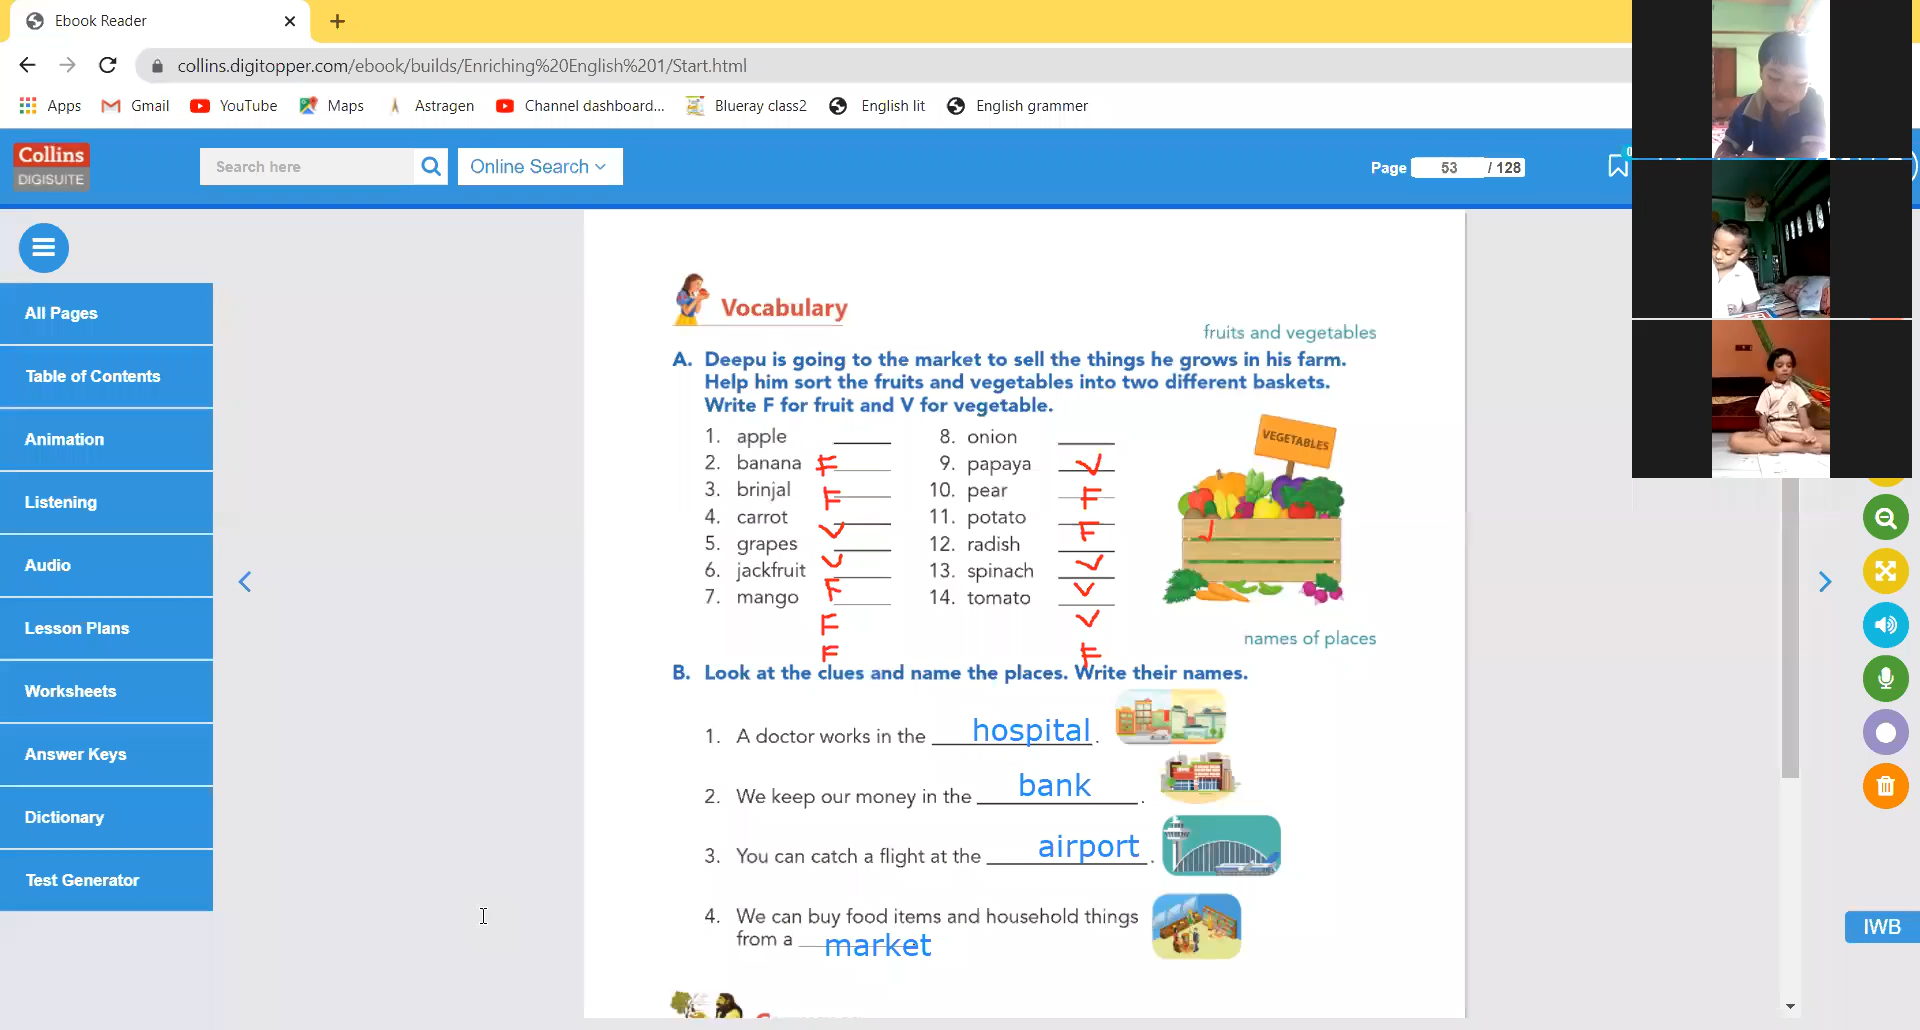 Ebook Reader
collins.digitopper.com/ebook/builds/Enriching%20English%201/Start.html
Apps Gmail YouTube Maps Astragen Channel dashboard... Blueray class2 English lit English grammer
Collins
DIGISUITE
Search here
Online Search
Page 53 / 128
All Pages
Table of Contents
Animation
Listening
Audio
Lesson Plans
Worksheets
Answer Keys
Dictionary
Test Generator
Vocabulary
fruits and vegetables
A. Deepu is going to the market to sell the things he grows in his farm.
Help him sort the fruits and vegetables into two different baskets.
Write F for fruit and V for vegetable.
VEGETABLES
1. apple
2. banana F
3. brinjal F
4. carrot V
5. grapes V
6. jackfruit F
7. mango F
F
8. onion
9. papaya V
10. pear F
11. potato F
12. radish V
13. spinach V
14. tomato V
F
names of places
B. Look at the clues and name the places. Write their names.
1. A doctor works in the hospital.
2. We keep our money in the bank.
3. You can catch a flight at the airport.
4. We can buy food items and household things
from a market
IWB